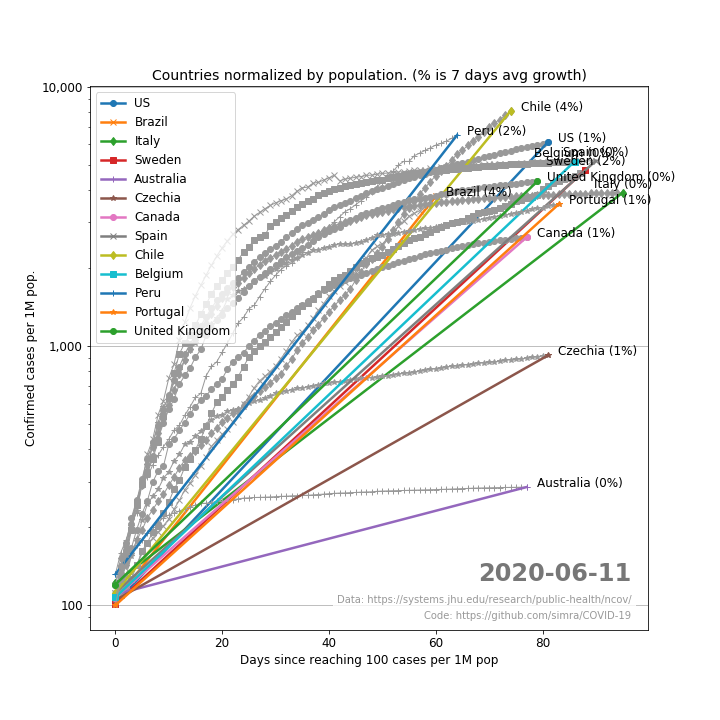 Countries normalized by population. (% is 7 days avg growth)
10,000
1,000
100
Confirmed cases per 1M pop.
US
Brazil
Italy
Sweden
Australia
Czechia
Canada
Spain
Chile
Belgium
Peru
Portugal
United Kingdom
Chile (4%)
Peru (2%)
US (1%)
Belgium (0%)
Spain (0%)
Sweden (2%)
United Kingdom (0%)
Italy (0%)
Brazil (4%)
Portugal (1%)
Canada (1%)
Czechia (1%)
Australia (0%)
2020-06-11
Data: https://systems.jhu.edu/research/public-health/ncov/
Code: https://github.com/simra/COVID-19
0 20 40 60 80
Days since reaching 100 cases per 1M pop